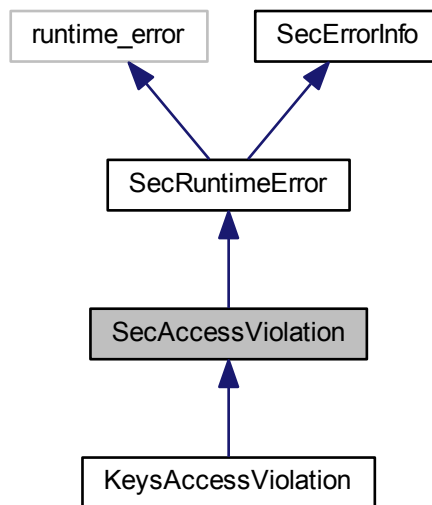 runtime_error
SecErrorInfo
SecRuntimeError
SecAccessViolation
KeysAccessViolation